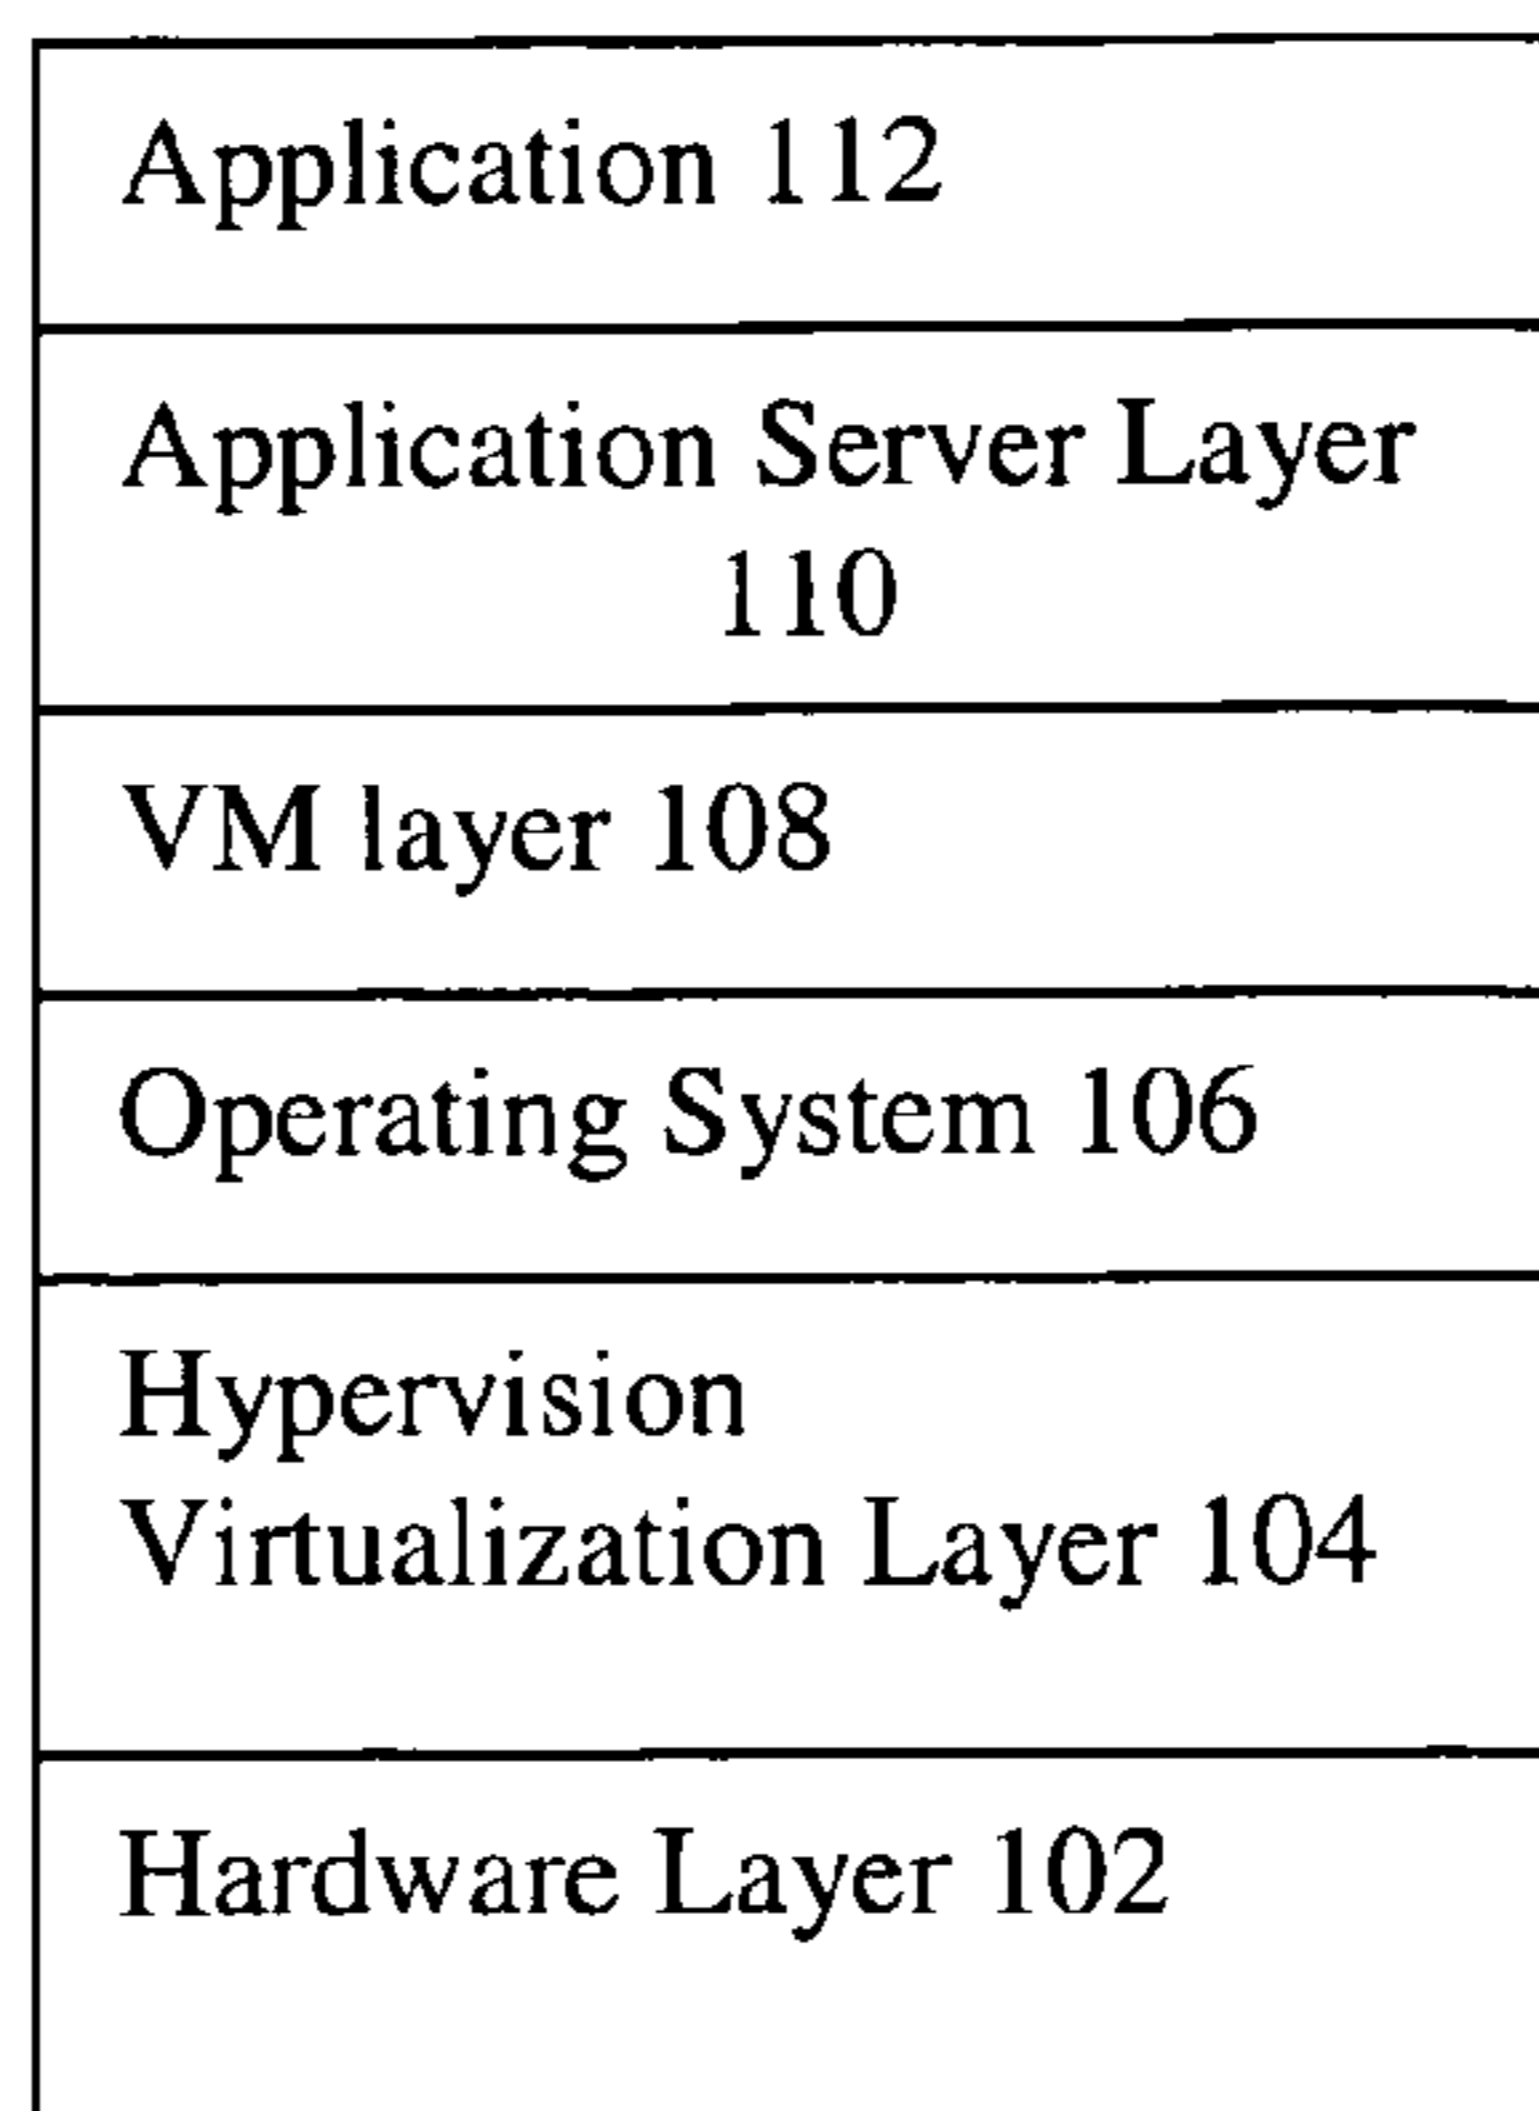 Application 112
Application Server Layer
110
VM layer 108
Operating System 106
Hypervision
Virtualization Layer 104
Hardware Layer 102